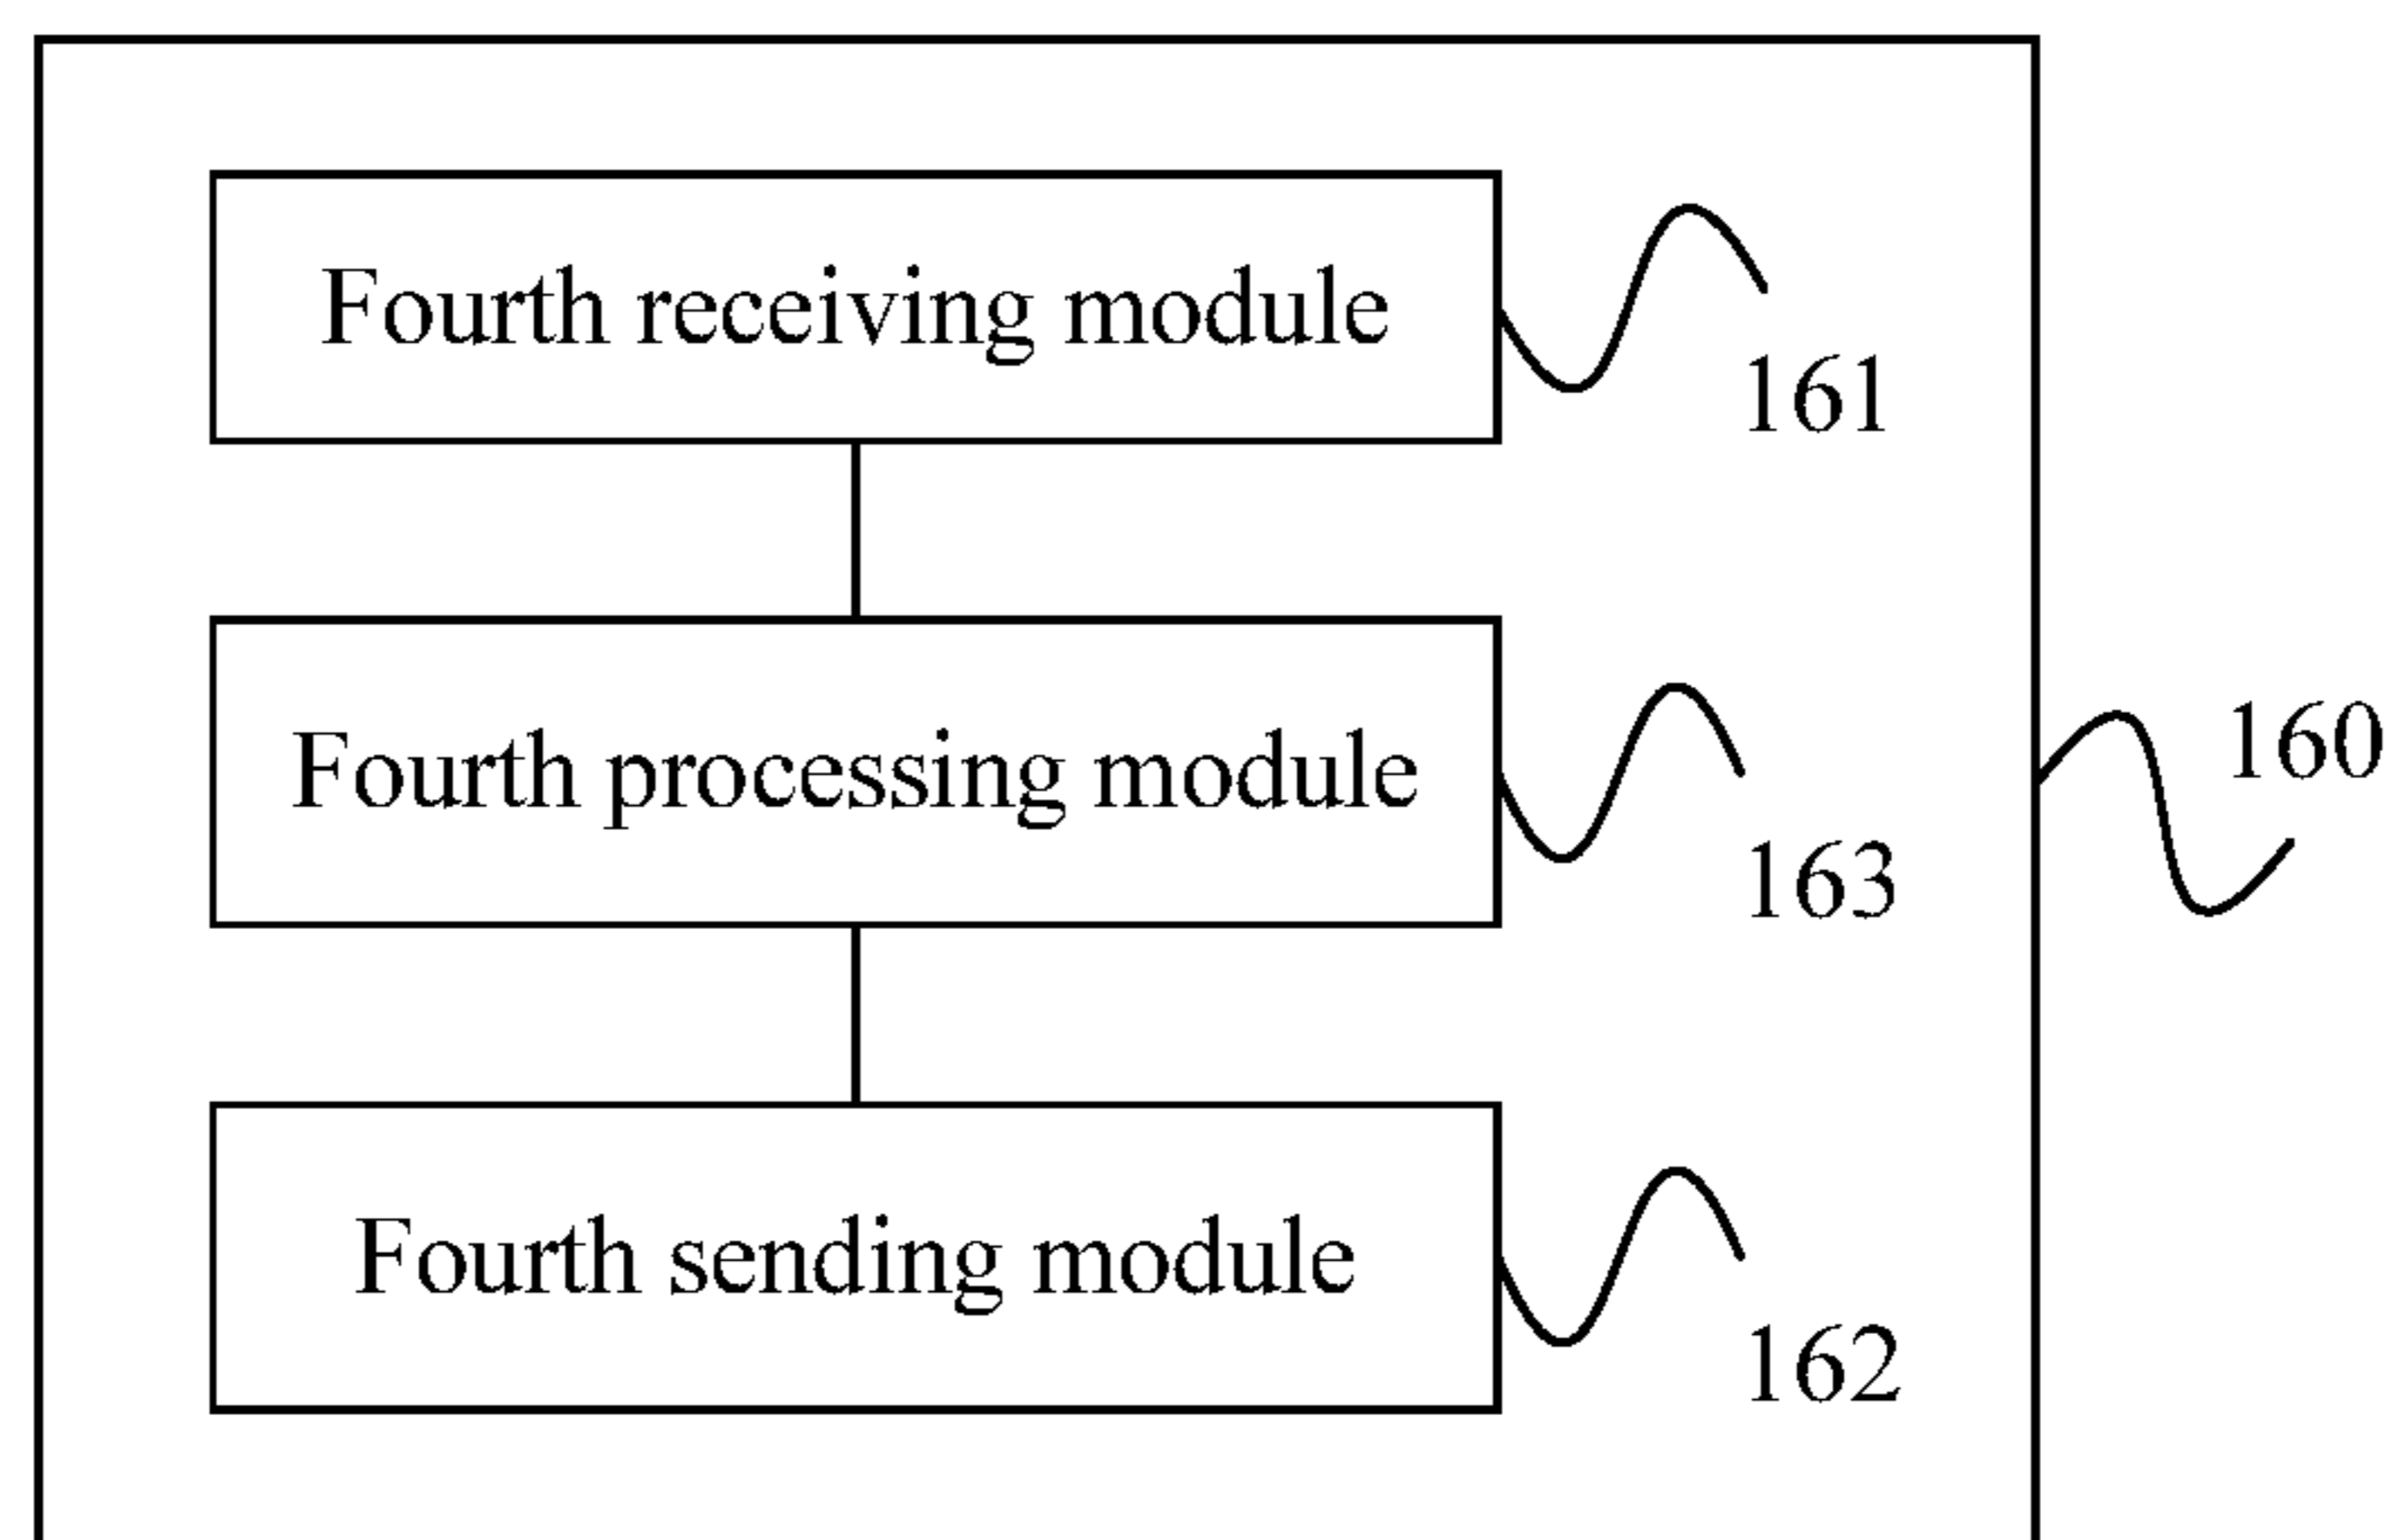 Fourth receiving module
161
Fourth processing module
160
163
Fourth sending module
162